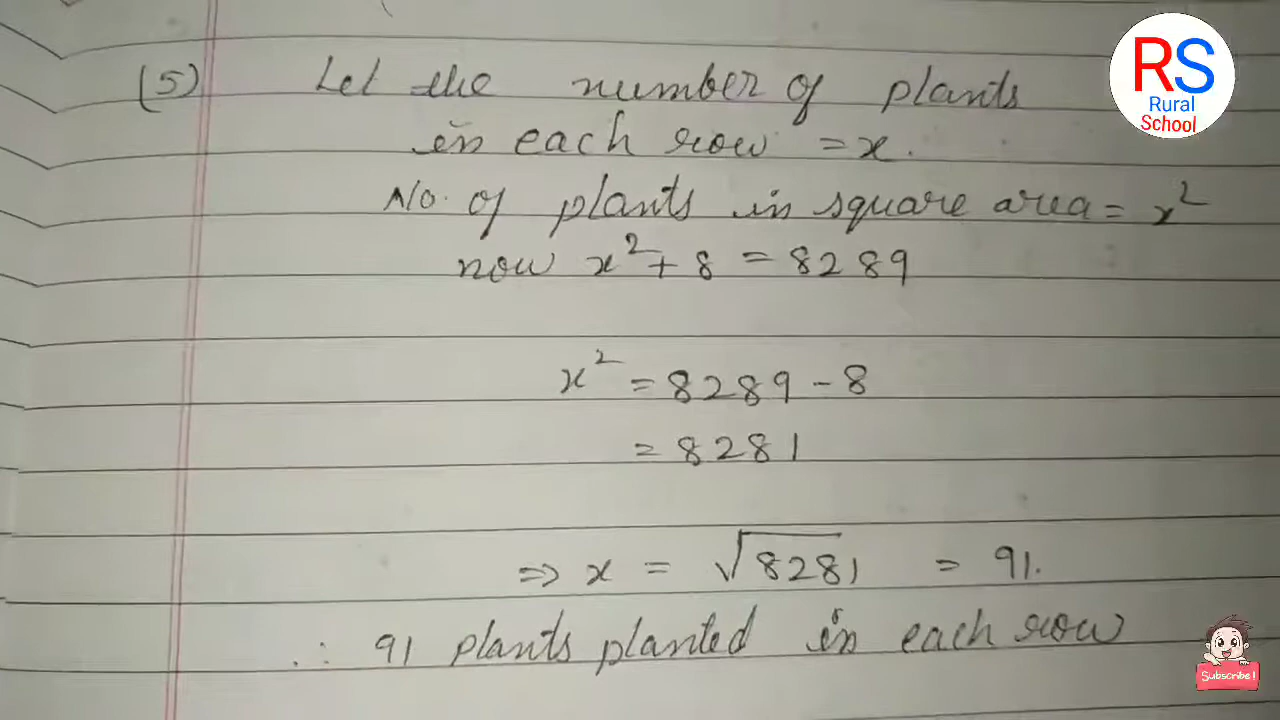 RS
Rural
School
(5) Let the number of plants
in each row = x.
No. of plants in square area = x²
now x² + 8 = 8289
x² = 8289 - 8
= 8281
⇒ x = √8281 = 91.
∴ 91 plants planted in each row
Subscribe!